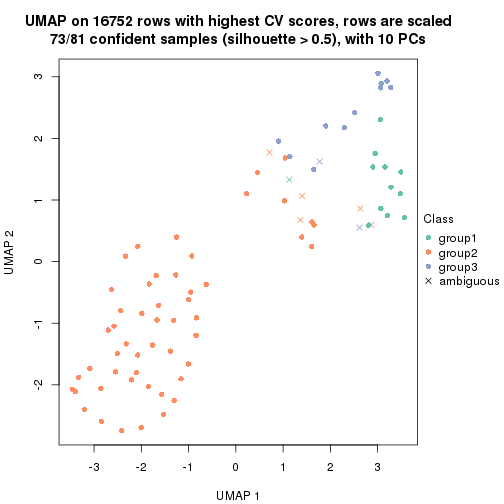 UMAP on 16752 rows with highest CV scores, rows are scaled
73/81 confident samples (silhouette > 0.5), with 10 PCs
3
2
1
0
-1
-2
UMAP 2
-3 -2 -1 0 1 2 3
UMAP 1
Class
group1
group2
group3
ambiguous